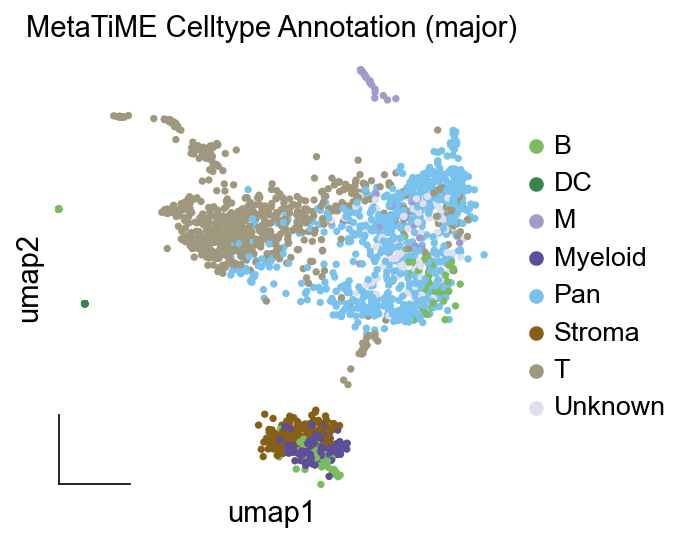 MetaTiME Celltype Annotation (major)
B
DC
M
Myeloid
Pan
Stroma
T
Unknown
umap2
umap1